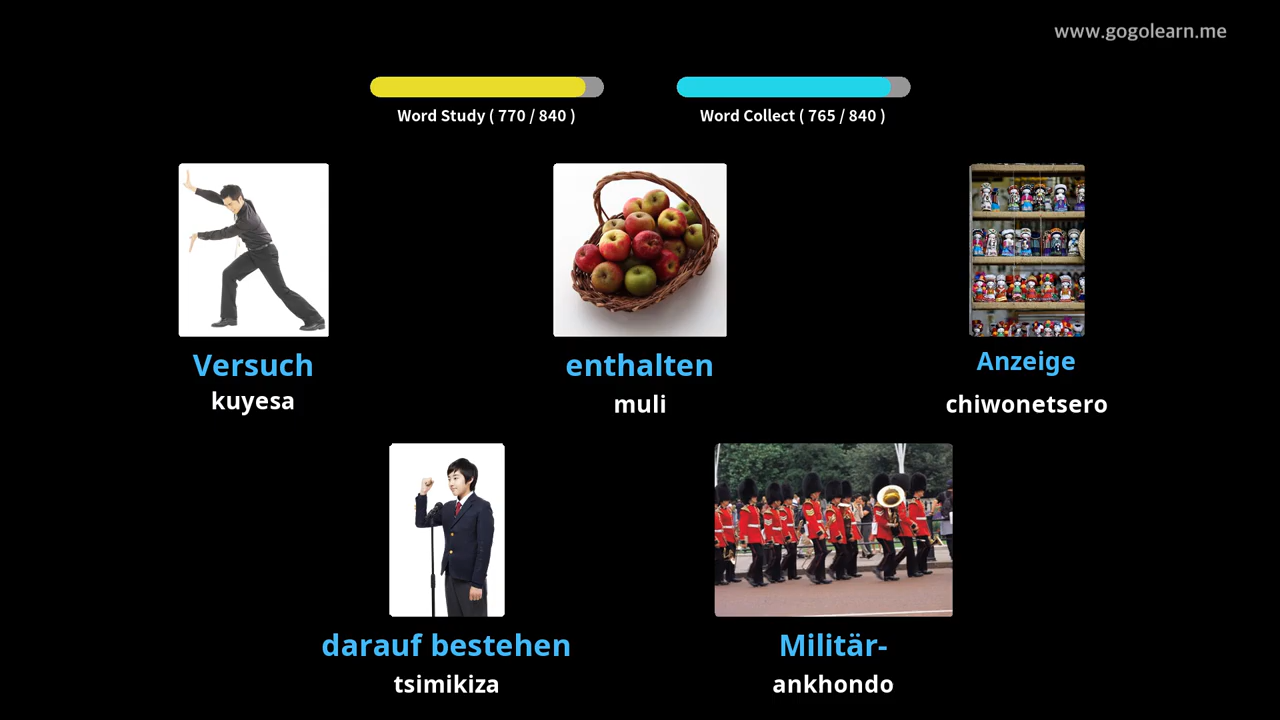 www.gogolearn.me
Word Study ( 770 / 840 )
Word Collect ( 765 / 840 )
Versuch
kuyesa
enthalten
muli
Anzeige
chiwonetsero
darauf bestehen
tsimikiza
Militär-
ankhondo